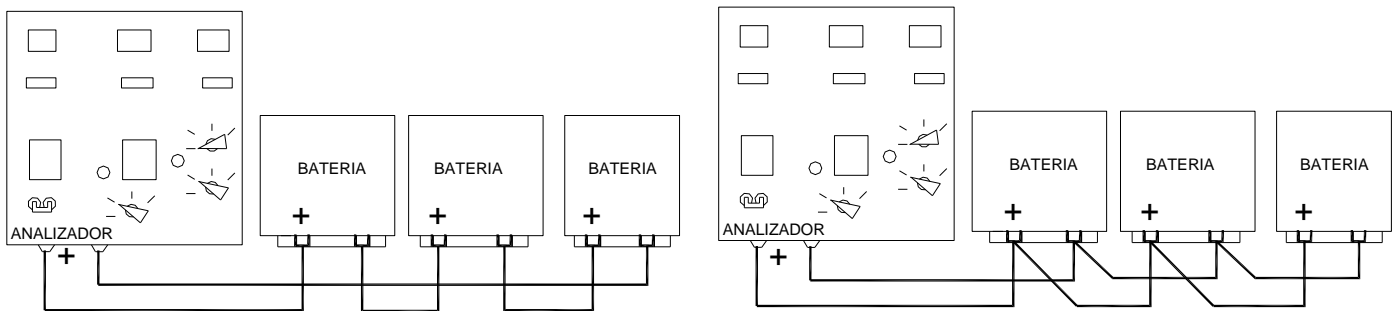 BATERIA
BATERIA
BATERIA
+
+
+
ANALIZADOR
+
BATERIA
BATERIA
BATERIA
+
+
+
ANALIZADOR
+